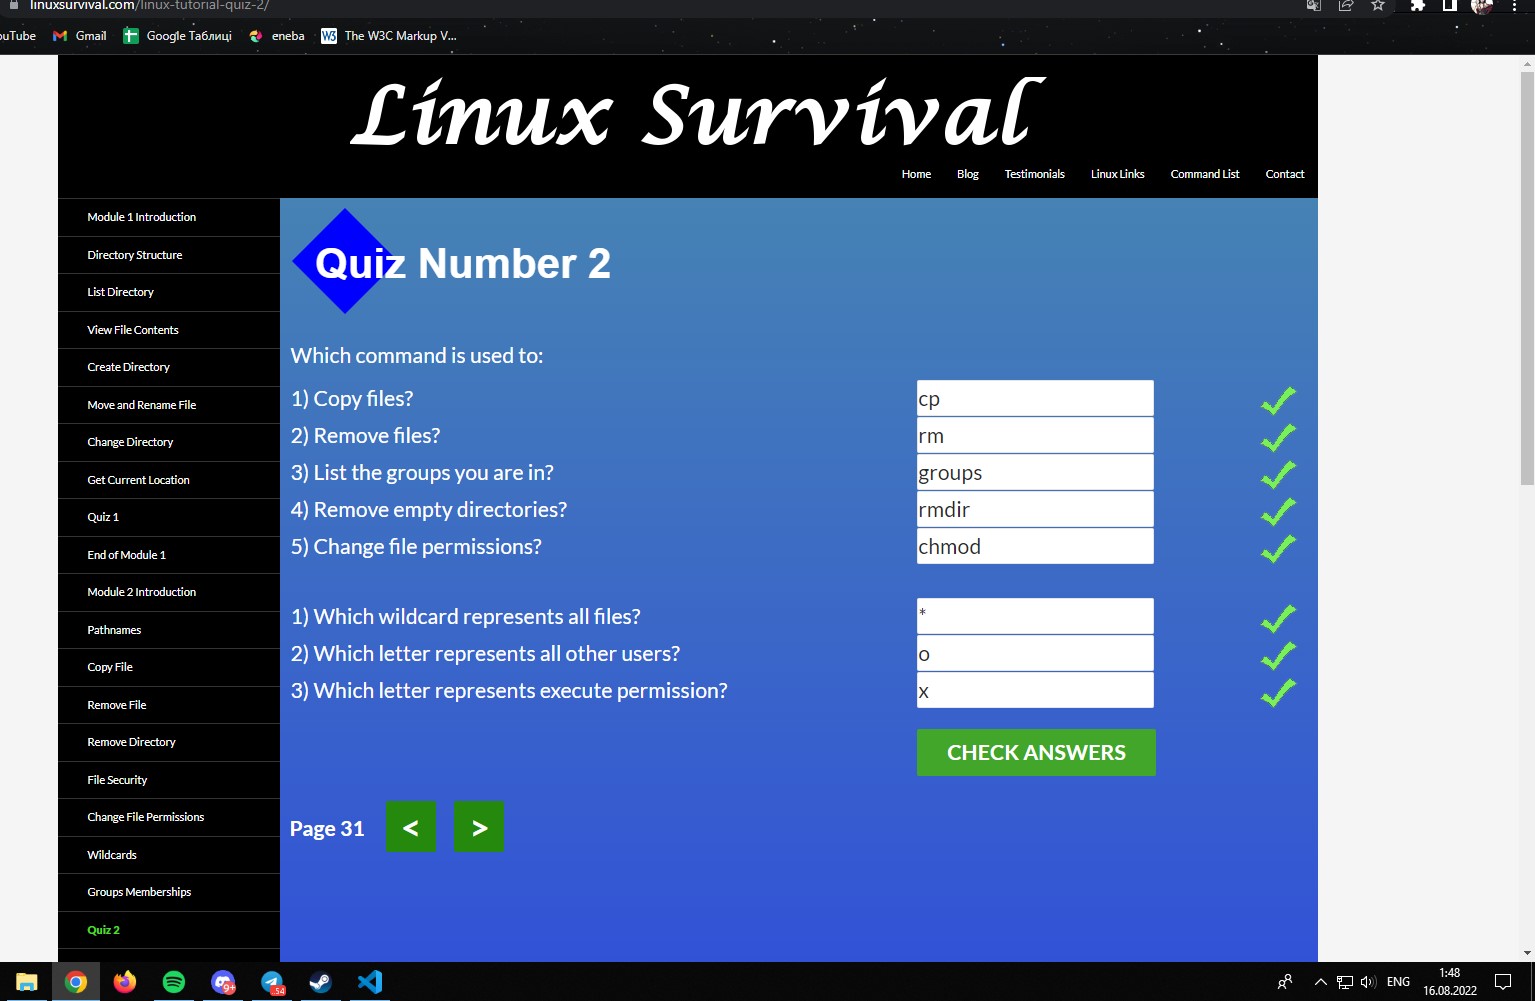 linuxsurvival.com/linux-tutorial-quiz-2/
ouTube Gmail Google Таблиці eneba W3 The W3C Markup V...
Linux Survival
Home Blog Testimonials Linux Links Command List Contact
Module 1 Introduction
Directory Structure
List Directory
View File Contents
Create Directory
Move and Rename File
Change Directory
Get Current Location
Quiz 1
End of Module 1
Module 2 Introduction
Pathnames
Copy File
Remove File
Remove Directory
File Security
Change File Permissions
Wildcards
Groups Memberships
Quiz 2
Quiz Number 2
Which command is used to:
1) Copy files? cp
2) Remove files? rm
3) List the groups you are in? groups
4) Remove empty directories? rmdir
5) Change file permissions? chmod
1) Which wildcard represents all files? *
2) Which letter represents all other users? o
3) Which letter represents execute permission? x
CHECK ANSWERS
Page 31 < >
9+ 54 ENG 1:48
16.08.2022